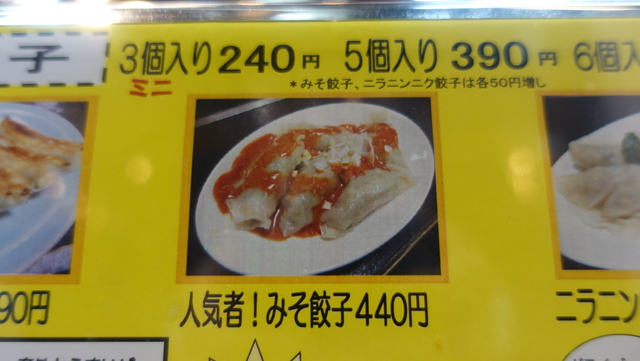 子 3個入り 240円 5個入り 390円 6個入
ミニ
*みそ餃子、ニラニンニク餃子は各50円増し
90円 人気者!みそ餃子440円 ニラニン